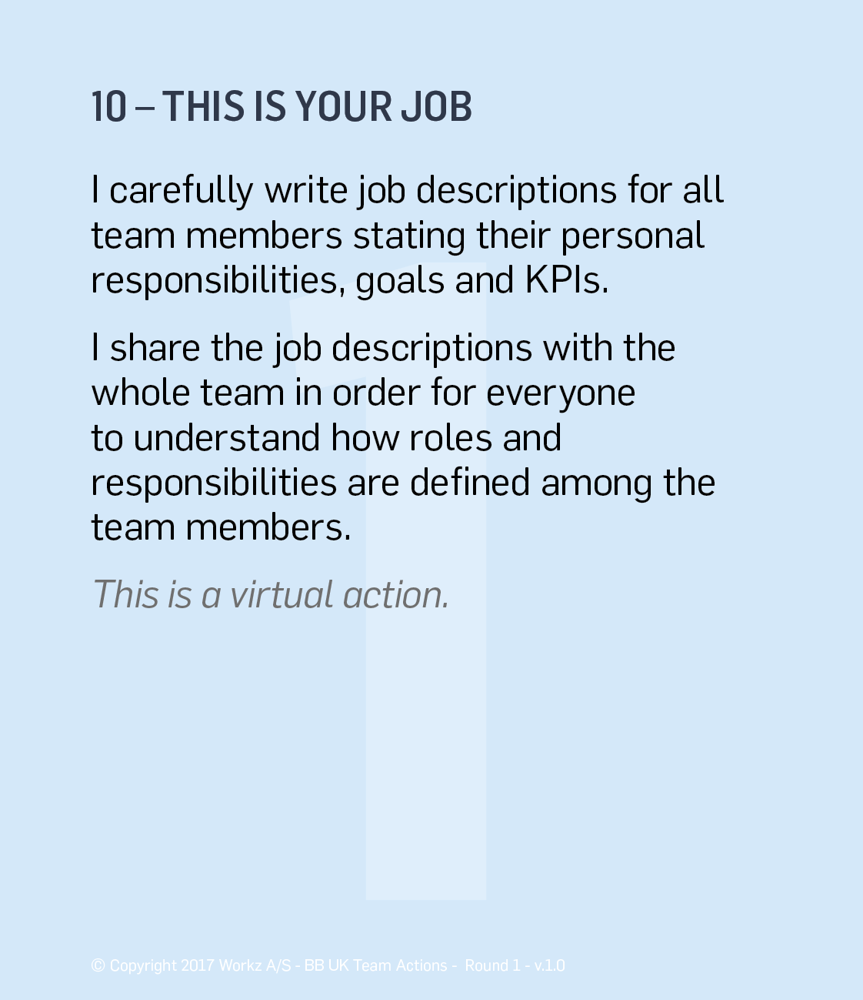 10 – THIS IS YOUR JOB
I carefully write job descriptions for all
team members stating their personal
responsibilities, goals and KPIs.
I share the job descriptions with the
whole team in order for everyone
to understand how roles and
responsibilities are defined among the
team members.
This is a virtual action.
1
© Copyright 2017 Workz A/S - BB UK Team Actions - Round 1 - v.1.0